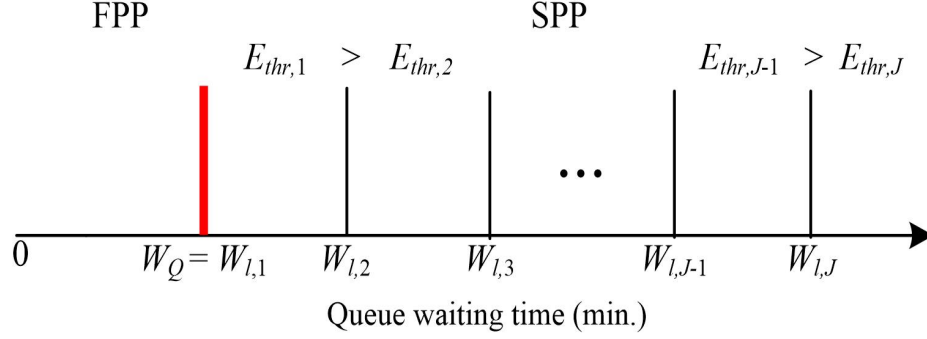 FPP SPP
E_thr,1 > E_thr,2 E_thr,J-1 > E_thr,J
...
0 W_Q = W_l,1 W_l,2 W_l,3 W_l,J-1 W_l,J
Queue waiting time (min.)